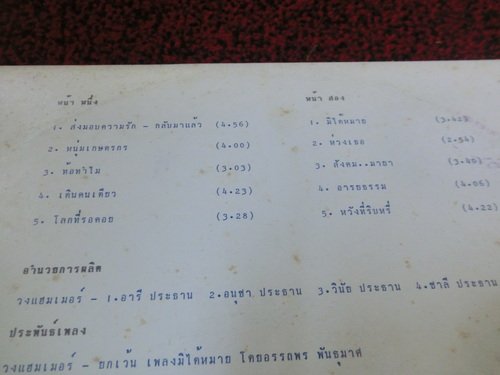 หน้า หนึ่ง
1. ส่งมอบความรัก - กลับมาแล้ว (4.56)
2. หนุ่มเกษตรกร (4.00)
3. ท้อทำไม (3.03)
4. เดินคนเดียว (4.23)
5. โลกที่รอคอย (3.28)
หน้า สอง
1. มิได้หมาย (3.42)
2. ห่วงเธอ (2.54)
3. สังคม..มายา (3.40)
4. อารยธรรม (4.06)
5. หวังที่ริบหรี่ (4.22)
อำนวยการผลิต
วงแฮมเมอร์ - 1.อารี ประธาน 2.อนุชา ประธาน 3.วินัย ประธาน 4.ชาลี ประธาน
ประพันธ์เพลง
วงแฮมเมอร์ - ยกเว้น เพลงมิได้หมาย โดยอรรถพร พันธุมาศ